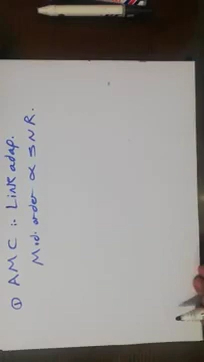 ① AMC :- Link adap.
Mod. order ∝ SNR.